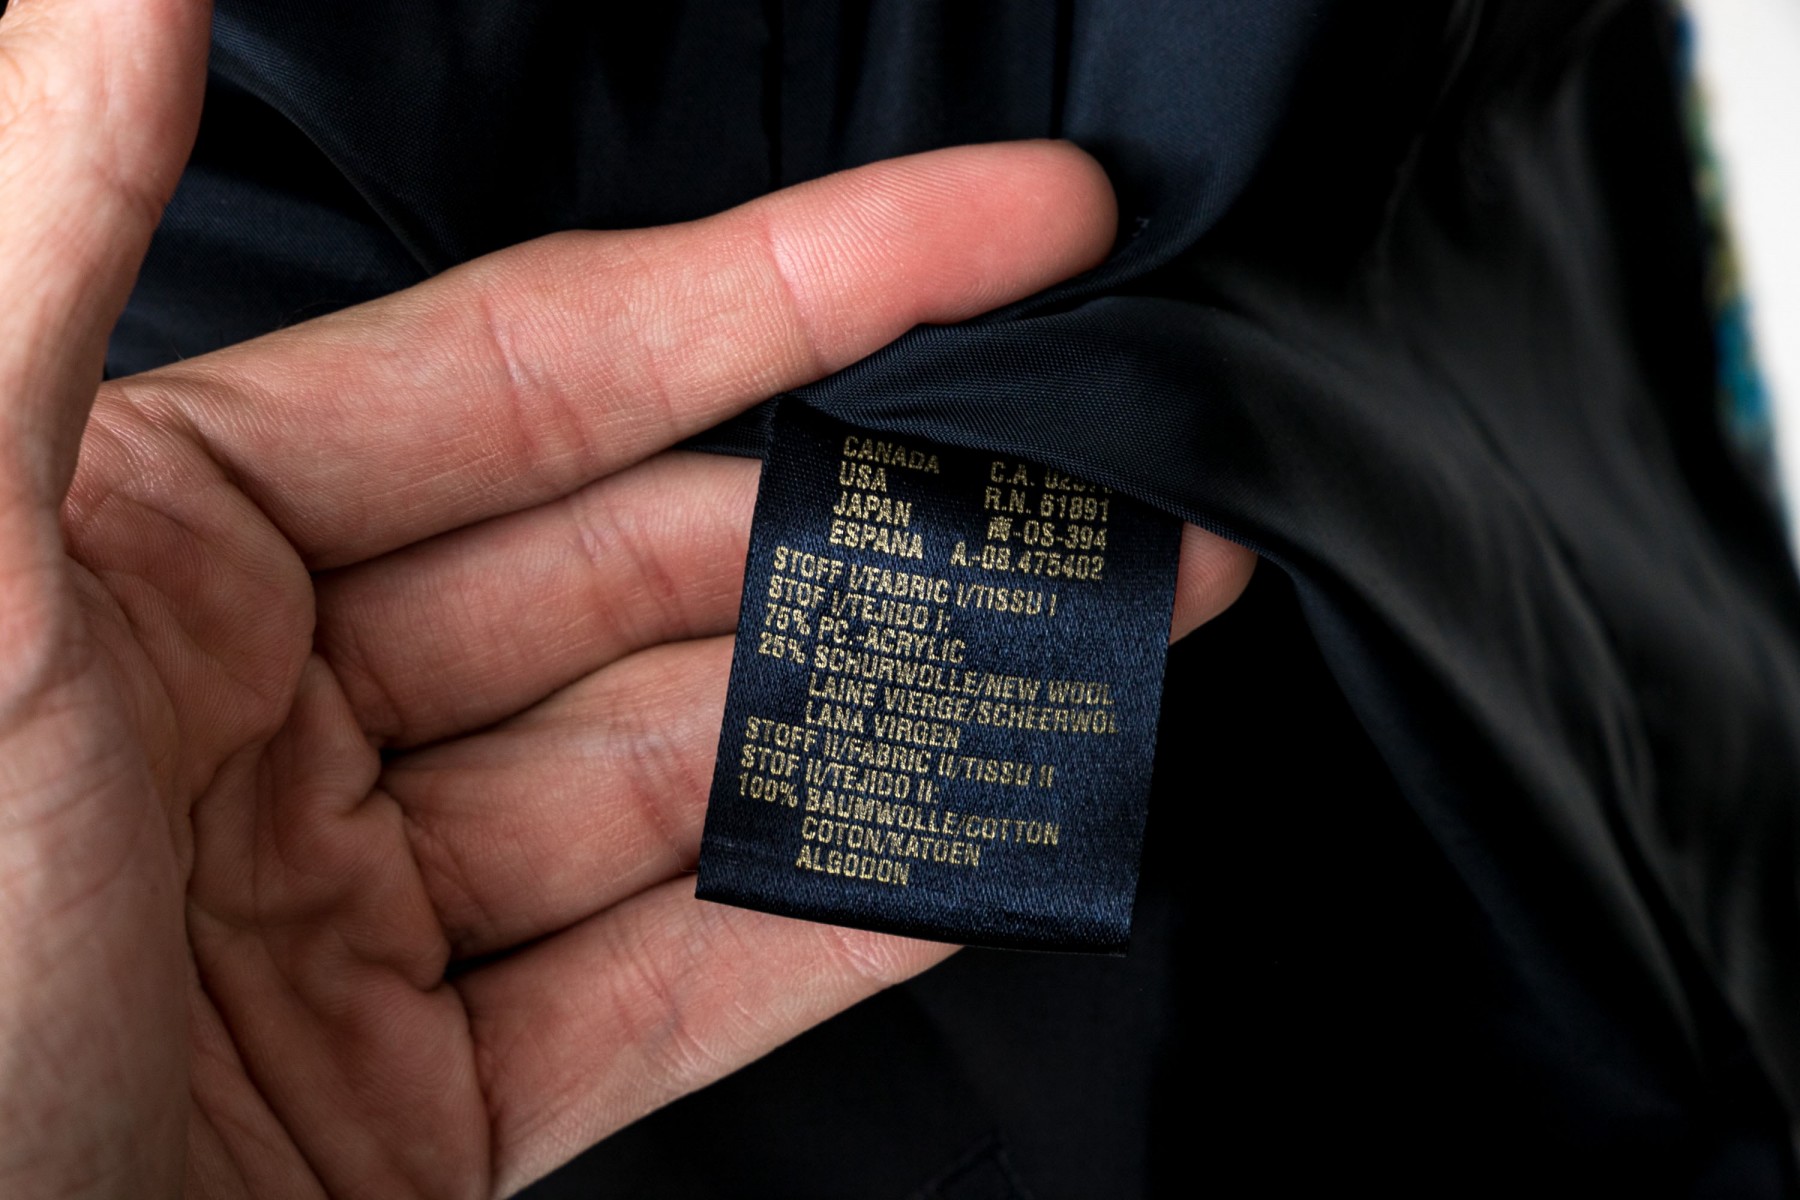 CANADA C.A.
USA R.N. 61891
JAPAN -OS-394
ESPANA A.-08.475402
STOFF I/FABRIC I/TISSU I
STOF I/TEJIDO I:
75% PC.-ACRYLIC
25% SCHURWOLLE/NEW WOOL
LAINE VIERGE/SCHEERWOL
LANA VIRGEN
STOFF II/FABRIC II/TISSU II
STOF II/TEJIDO II:
100% BAUMWOLLE/COTTON
COTON/KATOEN
ALGODON